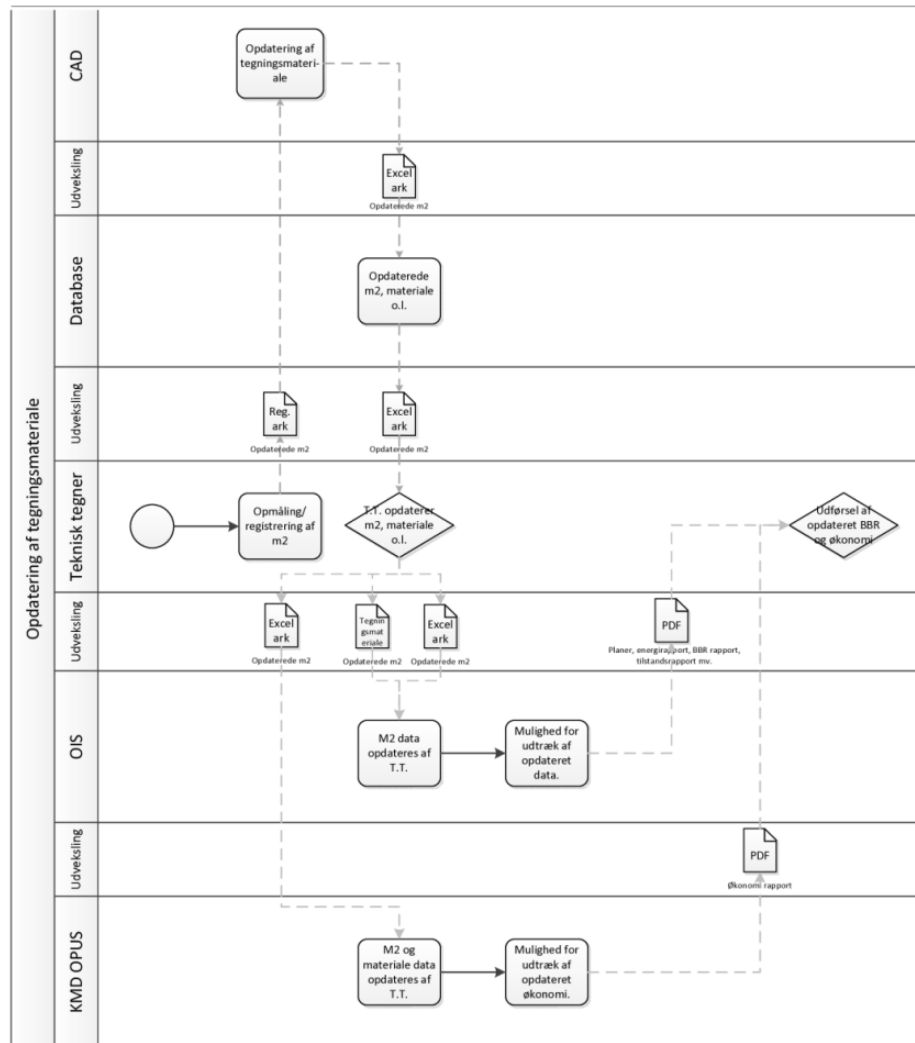 Opdatering af tegningsmateriale
CAD
Opdatering af
tegningsmateri-
ale
Udveksling
Excel
ark
Opdaterede m2
Database
Opdaterede
m2, materiale
o.l.
Udveksling
Reg.
ark
Opdaterede m2
Excel
ark
Opdaterede m2
Teknisk tegner
Opmåling/
registrering af
m2
T.T. opdaterer
m2, materiale
o.l.
Udførsel af
opdateret BBR
og økonomi
Udveksling
Excel
ark
Opdaterede m2
Tegnin
gsmat
eriale
Opdaterede m2
Excel
ark
Opdaterede m2
PDF
Planer, energirapport, BBR rapport,
tilstandsrapport mv.
OIS
M2 data
opdateres af
T.T.
Mulighed for
udtræk af
opdateret
data.
Udveksling
PDF
Økonomi rapport
KMD OPUS
M2 og
materiale data
opdateres af
T.T.
Mulighed for
udtræk af
opdateret
økonomi.